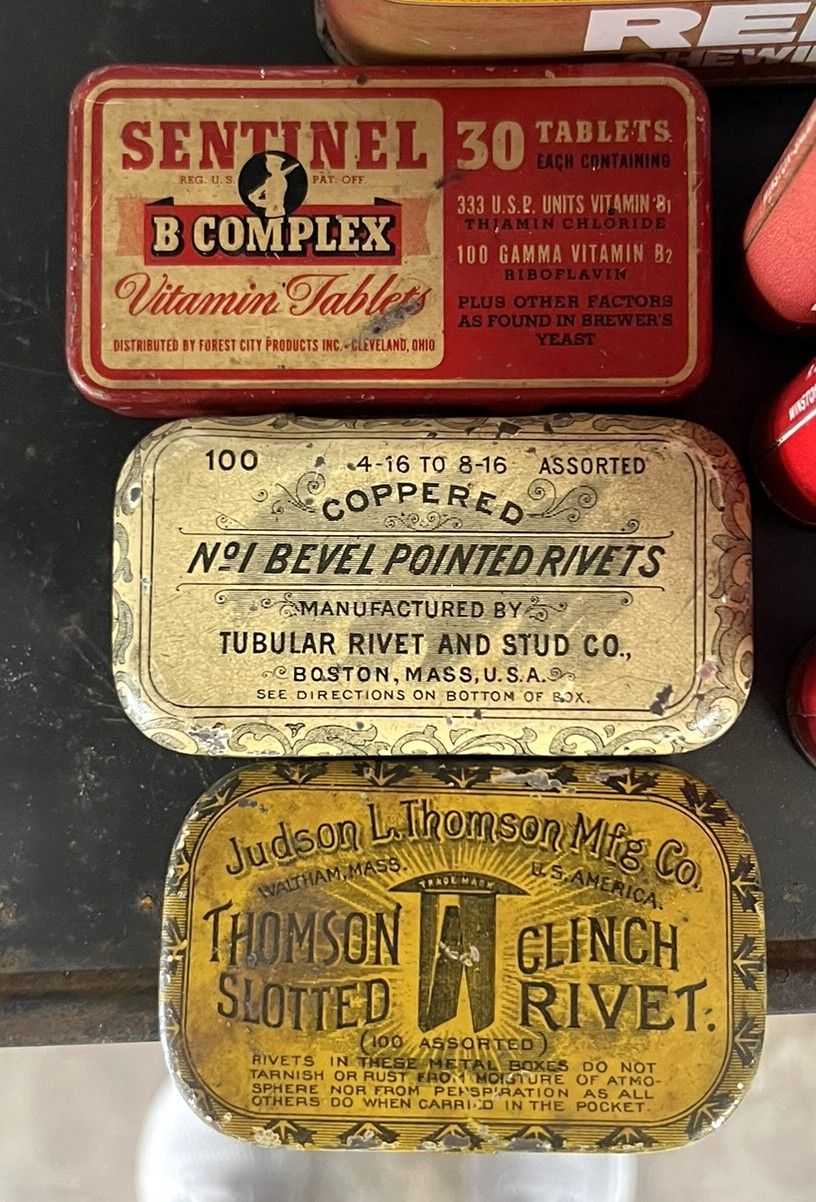 SENTINEL
REG. U.S. PAT. OFF.
B COMPLEX
Vitamin Tablets
DISTRIBUTED BY FOREST CITY PRODUCTS INC. - CLEVELAND, OHIO
30 TABLETS
EACH CONTAINING
333 U.S.P. UNITS VITAMIN B1
THIAMIN CHLORIDE
100 GAMMA VITAMIN B2
RIBOFLAVIN
PLUS OTHER FACTORS
AS FOUND IN BREWER'S
YEAST
100 4-16 TO 8-16 ASSORTED
COPPERED
No1 BEVEL POINTED RIVETS
MANUFACTURED BY
TUBULAR RIVET AND STUD CO.,
BOSTON, MASS, U.S.A.
SEE DIRECTIONS ON BOTTOM OF BOX.
Judson L. Thomson Mfg. Co.
WALTHAM, MASS. U.S. AMERICA.
TRADE MARK
THOMSON CLINCH
SLOTTED RIVET.
(100 ASSORTED)
RIVETS IN THESE METAL BOXES DO NOT
TARNISH OR RUST FROM MOISTURE OF ATMO-
SPHERE NOR FROM PERSPIRATION AS ALL
OTHERS DO WHEN CARRIED IN THE POCKET.